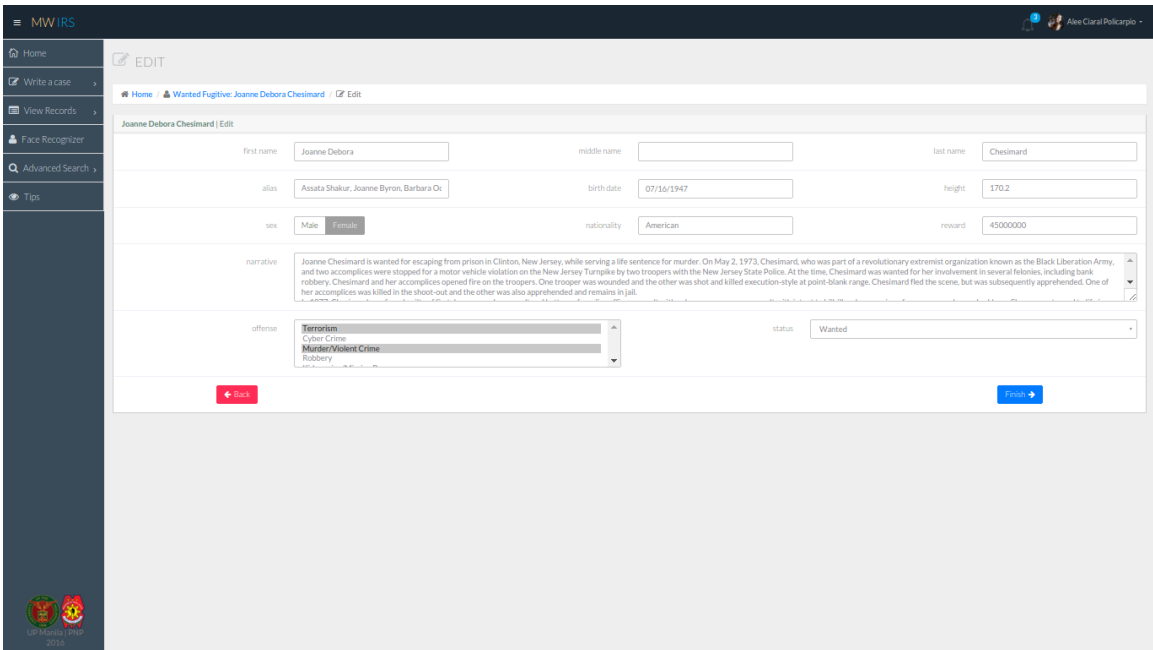 MWIRS
3
Alee Ciaral Policarpio
Home
Write a case
View Records
Face Recognizer
Advanced Search
Tips
EDIT
Home / Wanted Fugitive: Joanne Debora Chesimard / Edit
Joanne Debora Chesimard | Edit
first name Joanne Debora middle name last name Chesimard
alias Assata Shakur, Joanne Byron, Barbara Oc birth date 07/16/1947 height 170.2
sex Male Female nationality American reward 45000000
narrative Joanne Chesimard is wanted for escaping from prison in Clinton, New Jersey, while serving a life sentence for murder. On May 2, 1973, Chesimard, who was part of a revolutionary extremist organization known as the Black Liberation Army,
and two accomplices were stopped for a motor vehicle violation on the New Jersey Turnpike by two troopers with the New Jersey State Police. At the time, Chesimard was wanted for her involvement in several felonies, including bank
robbery. Chesimard and her accomplices opened fire on the troopers. One trooper was wounded and the other was shot and killed execution-style at point-blank range. Chesimard fled the scene, but was subsequently apprehended. One of
her accomplices was killed in the shoot-out and the other was also apprehended and remains in jail.
offense Terrorism status Wanted
Cyber Crime
Murder/Violent Crime
Robbery
Back Finish
UP Manila | PNP
2016